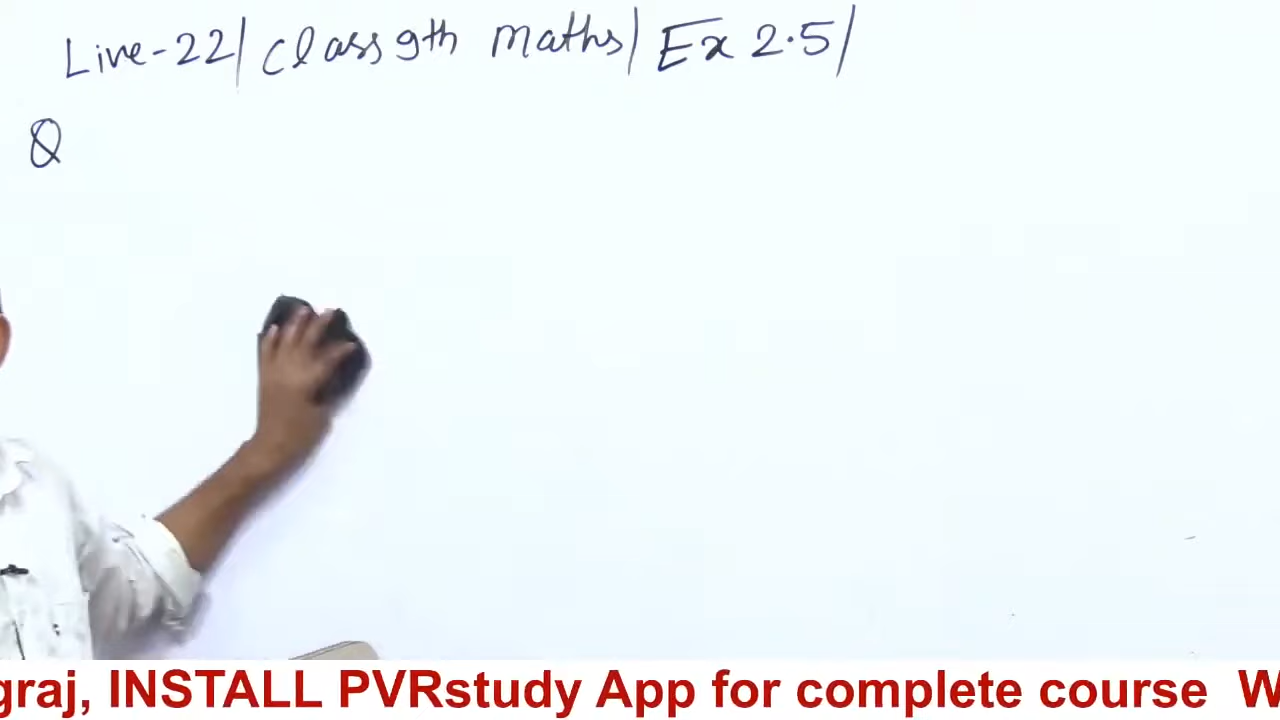 Live-22| Class 9th maths| Ex 2.5|
Q
graj, INSTALL PVRstudy App for complete course W